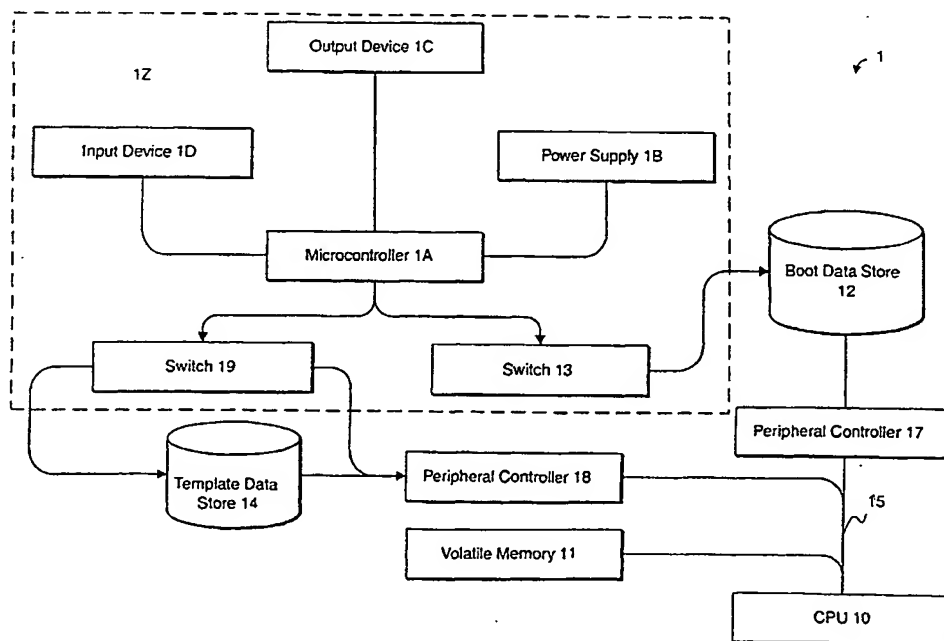 Output Device 1C
1Z
1
Input Device 1D
Power Supply 1B
Microcontroller 1A
Boot Data Store
12
Switch 19
Switch 13
Peripheral Controller 17
Template Data
Store 14
Peripheral Controller 18
15
Volatile Memory 11
CPU 10